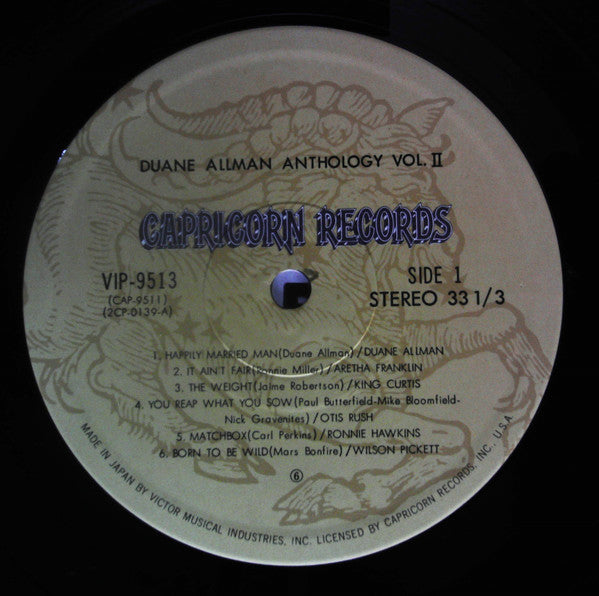 DUANE ALLMAN ANTHOLOGY VOL. II
CAPRICORN RECORDS
VIP-9513
(CAP-9511)
(2CP-0139-A)
SIDE 1
STEREO 33 1/3
1. HAPPILY MARRIED MAN(Duane Allman)/DUANE ALLMAN
2. IT AIN'T FAIR(Ronnie Miller)/ARETHA FRANKLIN
3. THE WEIGHT(Jaime Robertson)/KING CURTIS
4. YOU REAP WHAT YOU SOW(Paul Butterfield-Mike Bloomfield-
Nick Gravenites)/OTIS RUSH
5. MATCHBOX(Carl Perkins)/RONNIE HAWKINS
6. BORN TO BE WILD(Mars Bonfire)/WILSON PICKETT
⑥
MADE IN JAPAN BY VICTOR MUSICAL INDUSTRIES, INC. LICENSED BY CAPRICORN RECORDS, INC., U.S.A.